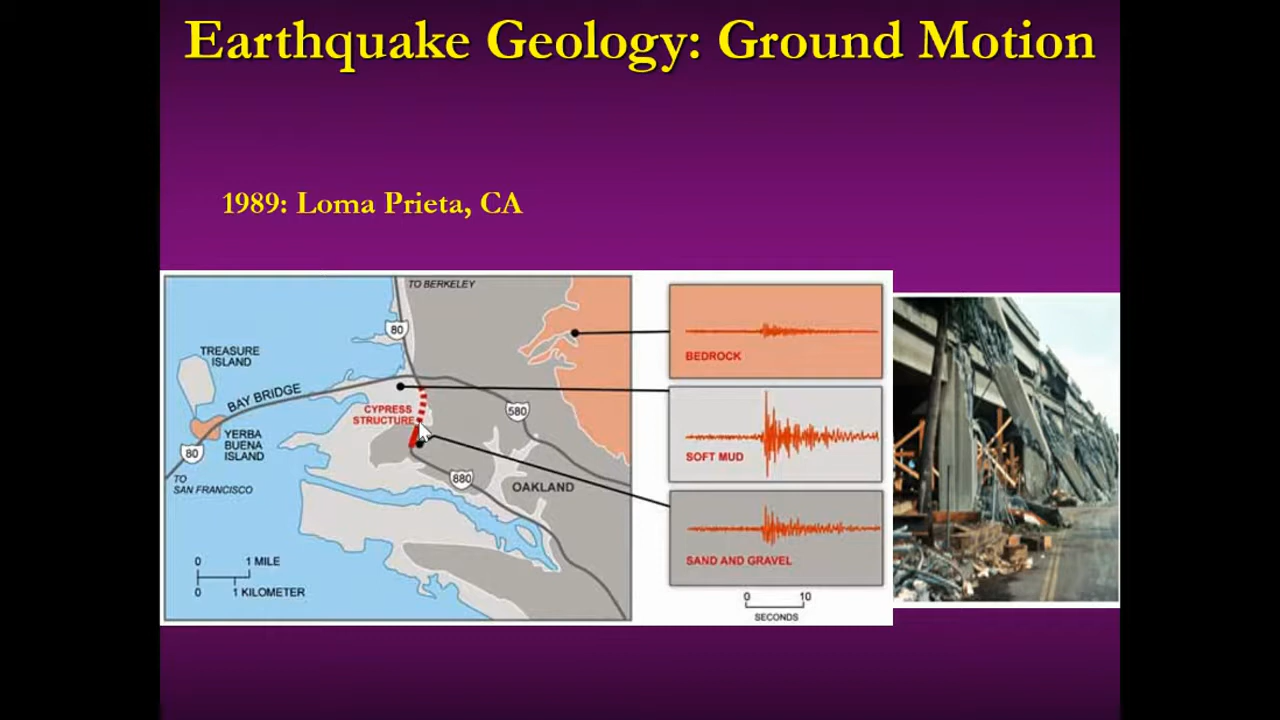 Earthquake Geology: Ground Motion
1989: Loma Prieta, CA
TO BERKELEY
80
TREASURE
ISLAND
BAY BRIDGE
CYPRESS
STRUCTURE
580
YERBA
BUENA
ISLAND
80
TO
SAN FRANCISCO
880
OAKLAND
0 1 MILE
0 1 KILOMETER
BEDROCK
SOFT MUD
SAND AND GRAVEL
0 10
SECONDS